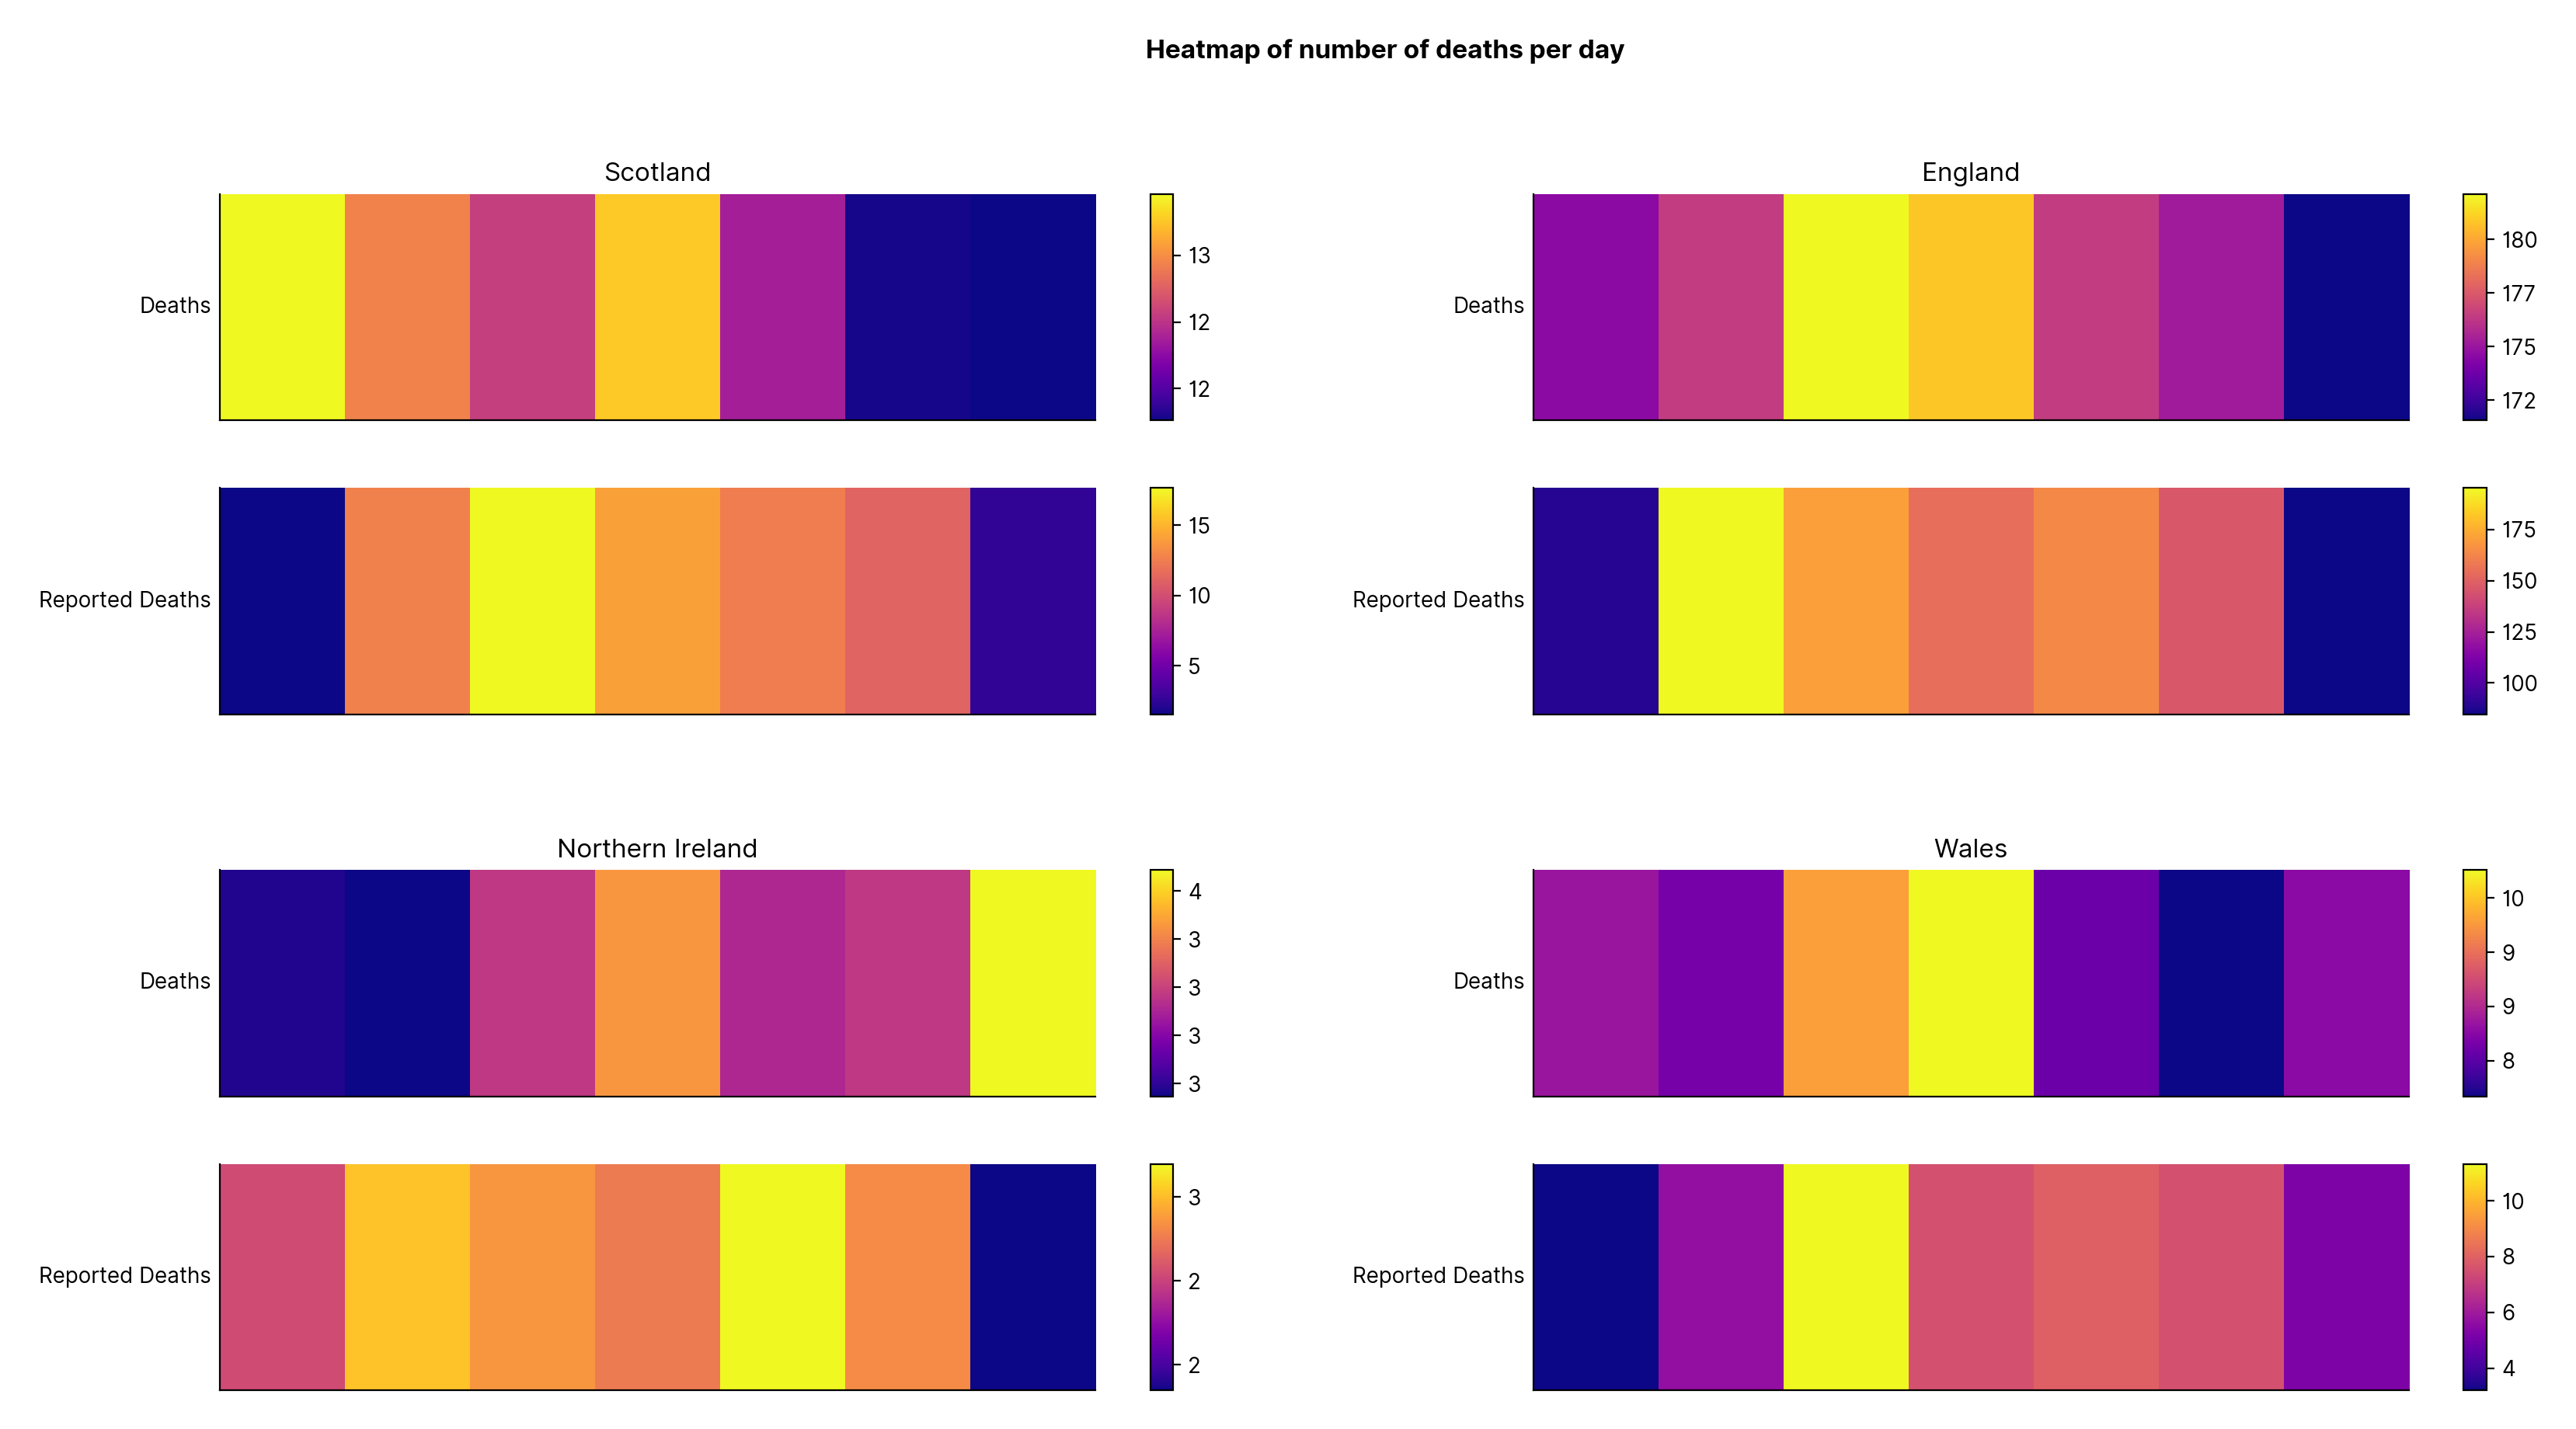 Heatmap of number of deaths per day
Scotland
Deaths
13
12
12
Reported Deaths
15
10
5
England
Deaths
180
177
175
172
Reported Deaths
175
150
125
100
Northern Ireland
Deaths
4
3
3
3
3
Reported Deaths
3
2
2
Wales
Deaths
10
9
9
8
Reported Deaths
10
8
6
4